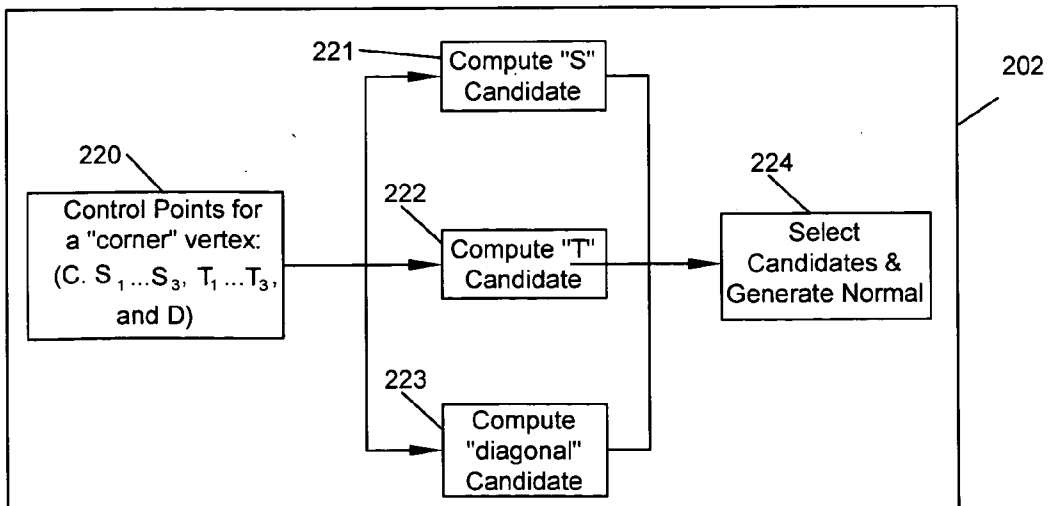 221
Compute "S"
Candidate
202
220
Control Points for
a "corner" vertex:
(C. S₁...S₃, T₁...T₃,
and D)
222
Compute "T"
Candidate
224
Select
Candidates &
Generate Normal
223
Compute
"diagonal"
Candidate